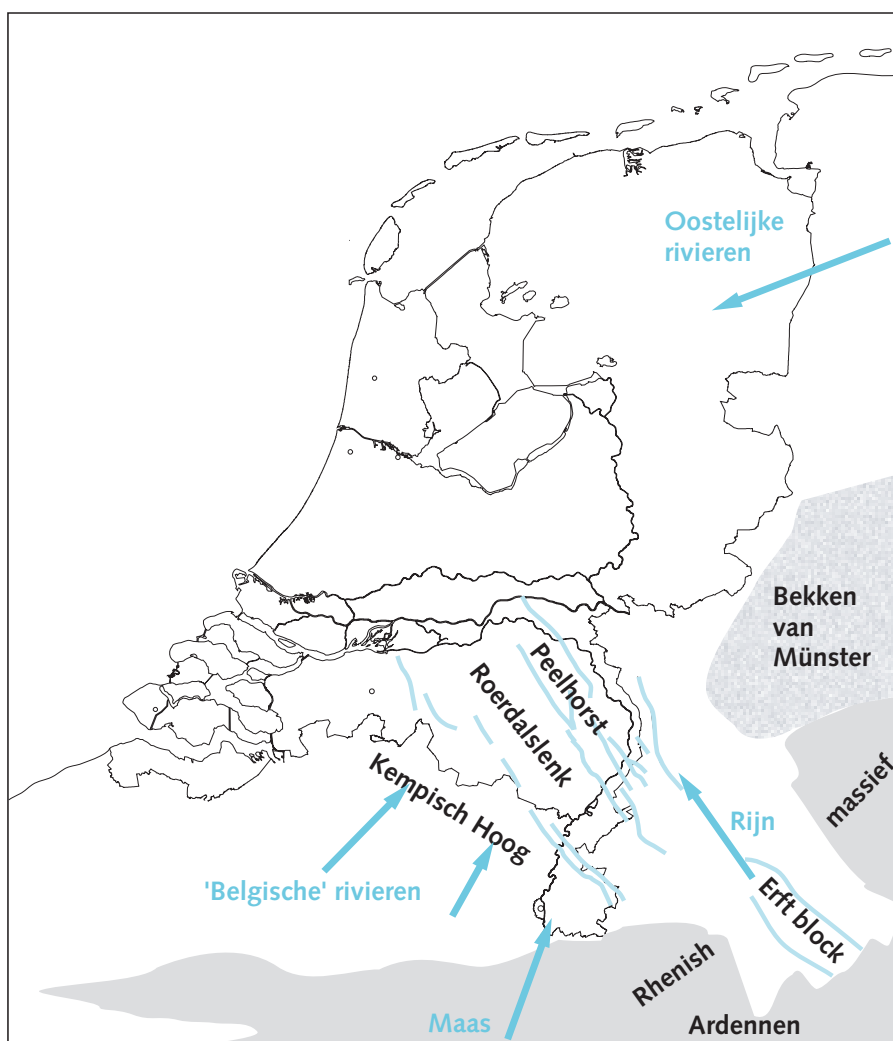 Oostelijke
rivieren
Bekken
van
Münster
Peelhorst
Roerdalslenk
massief
Kempisch Hoog
Rijn
'Belgische' rivieren
Erft block
Rhenish
Maas
Ardennen